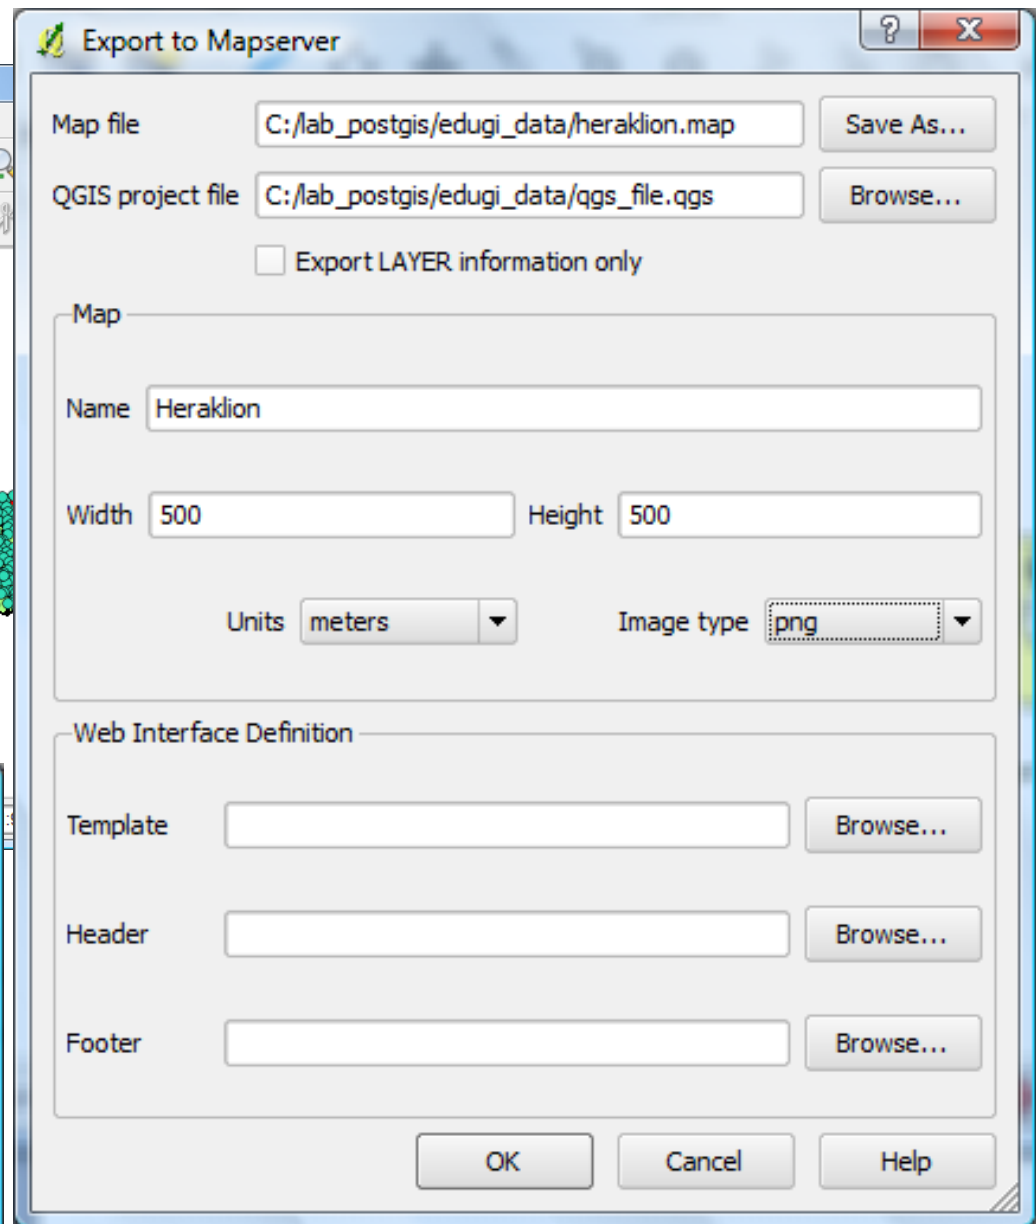 Export to Mapserver
Map file C:/lab_postgis/edugi_data/heraklion.map Save As...
QGIS project file C:/lab_postgis/edugi_data/qgs_file.qgs Browse...
Export LAYER information only
Map
Name Heraklion
Width 500 Height 500
Units meters Image type png
Web Interface Definition
Template Browse...
Header Browse...
Footer Browse...
OK Cancel Help